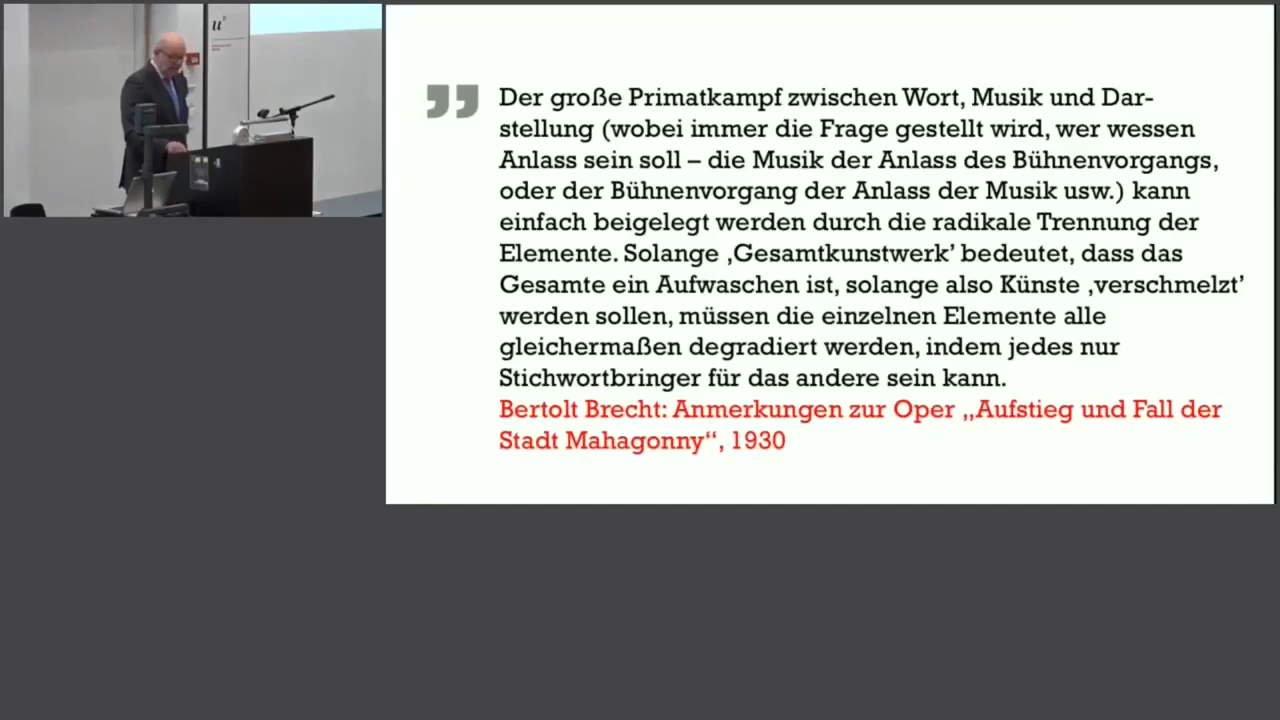 u
b
Der große Primatkampf zwischen Wort, Musik und Dar-
stellung (wobei immer die Frage gestellt wird, wer wessen
Anlass sein soll – die Musik der Anlass des Bühnenvorgangs,
oder der Bühnenvorgang der Anlass der Musik usw.) kann
einfach beigelegt werden durch die radikale Trennung der
Elemente. Solange ‚Gesamtkunstwerk’ bedeutet, dass das
Gesamte ein Aufwaschen ist, solange also Künste ‚verschmelzt’
werden sollen, müssen die einzelnen Elemente alle
gleichermaßen degradiert werden, indem jedes nur
Stichwortbringer für das andere sein kann.
Bertolt Brecht: Anmerkungen zur Oper „Aufstieg und Fall der
Stadt Mahagonny“, 1930